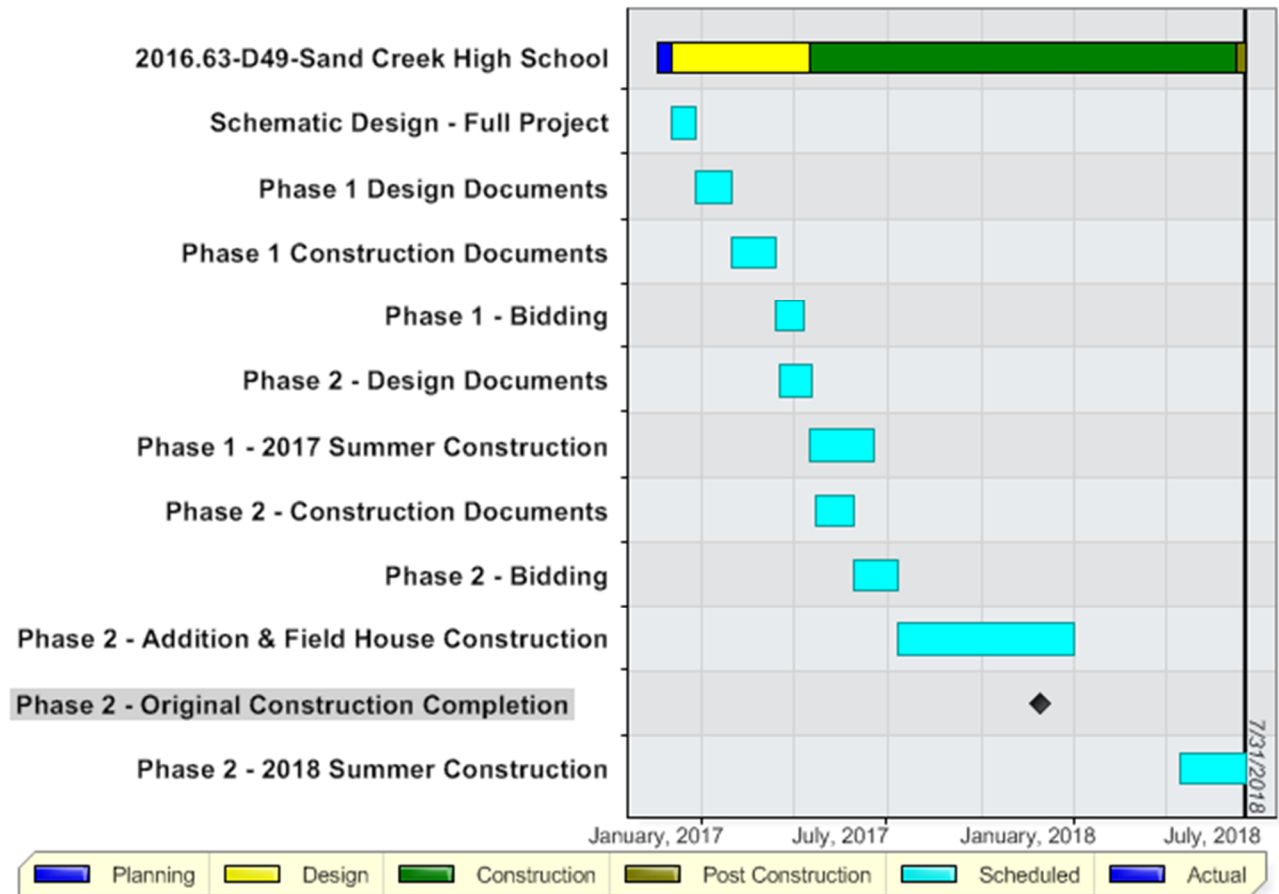 2016.63-D49-Sand Creek High School
Schematic Design - Full Project
Phase 1 Design Documents
Phase 1 Construction Documents
Phase 1 - Bidding
Phase 2 - Design Documents
Phase 1 - 2017 Summer Construction
Phase 2 - Construction Documents
Phase 2 - Bidding
Phase 2 - Addition & Field House Construction
Phase 2 - Original Construction Completion
Phase 2 - 2018 Summer Construction
7/31/2018
January, 2017 July, 2017 January, 2018 July, 2018
Planning Design Construction Post Construction Scheduled Actual